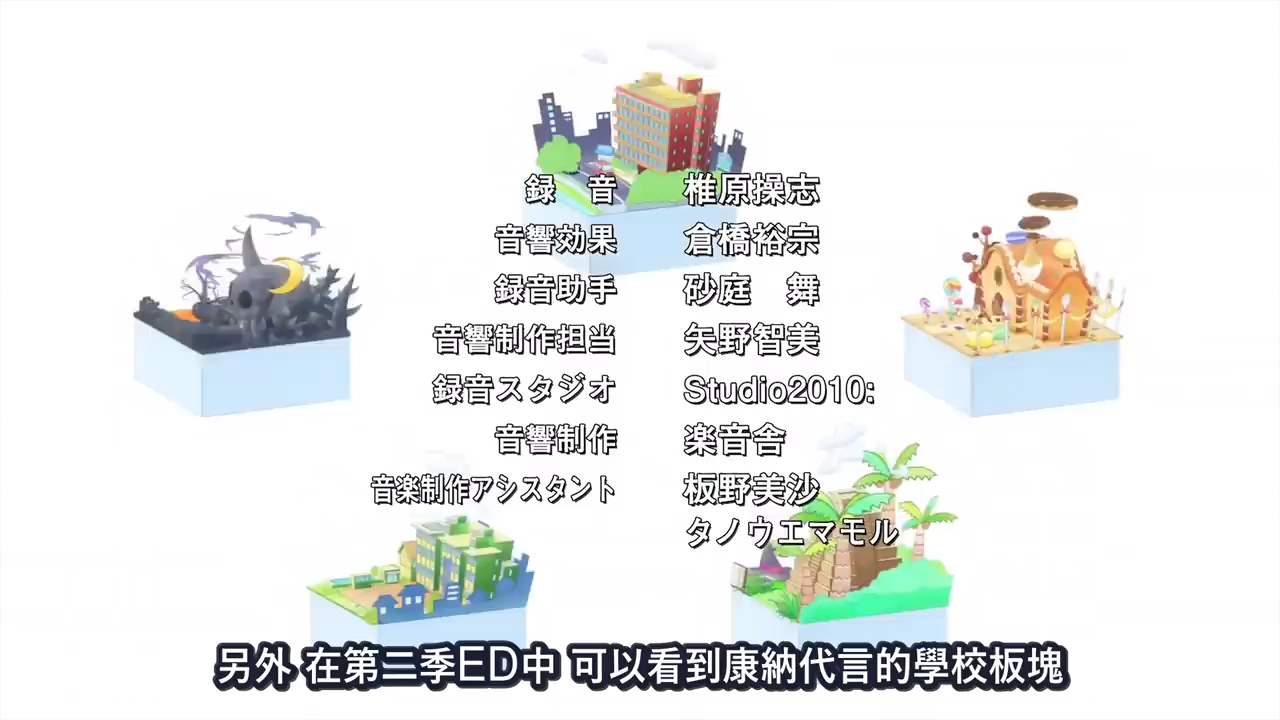 録　音　椎原操志
音響効果　倉橋裕宗
録音助手　砂庭　舞
音響制作担当　矢野智美
録音スタジオ　Studio2010:
音響制作　楽音舎
音楽制作アシスタント　板野美沙
タノウエマモル
另外 在第二季ED中 可以看到康納代言的學校板塊